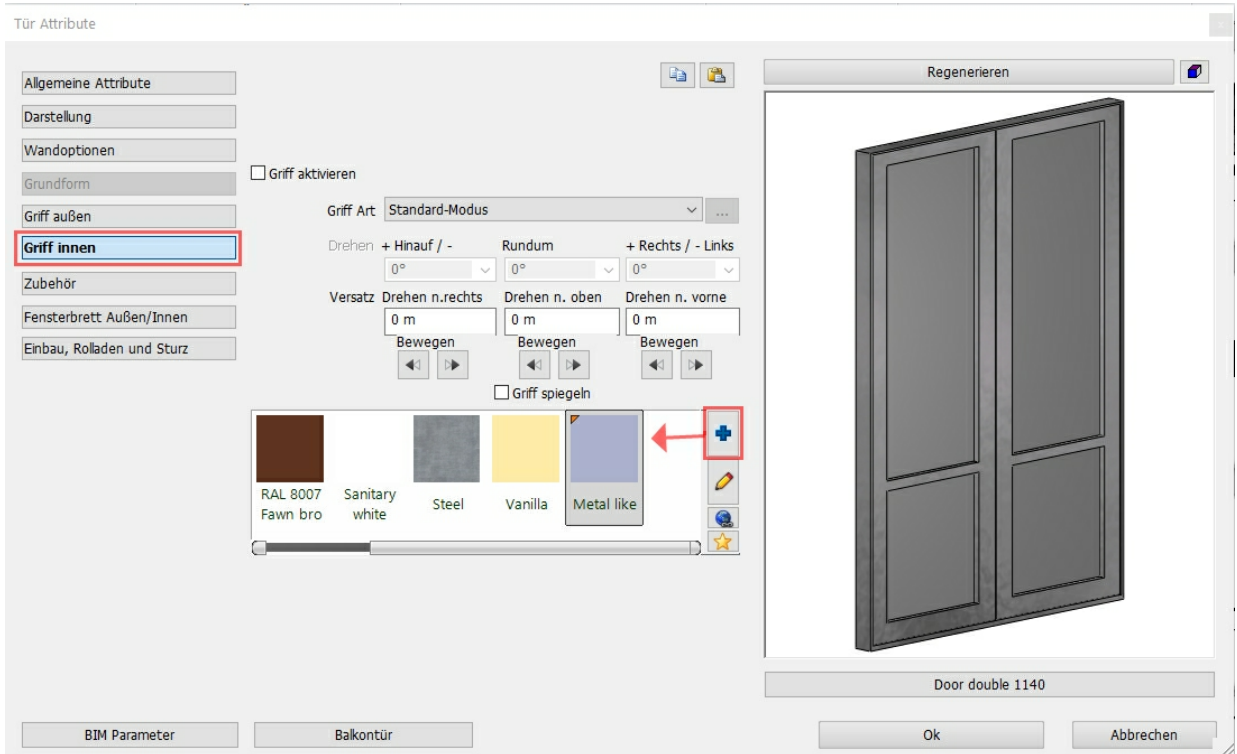 Tür Attribute
Allgemeine Attribute
Darstellung
Wandoptionen
Grundform
Griff außen
Griff innen
Zubehör
Fensterbrett Außen/Innen
Einbau, Rolladen und Sturz
Griff aktivieren
Griff Art Standard-Modus ...
Drehen + Hinauf / - Rundum + Rechts / - Links
0° 0° 0°
Versatz Drehen n.rechts Drehen n. oben Drehen n. vorne
0 m 0 m 0 m
Bewegen Bewegen Bewegen
Griff spiegeln
RAL 8007 Fawn bro
Sanitary white
Steel
Vanilla
Metal like
Regenerieren
Door double 1140
BIM Parameter
Balkontür
Ok
Abbrechen